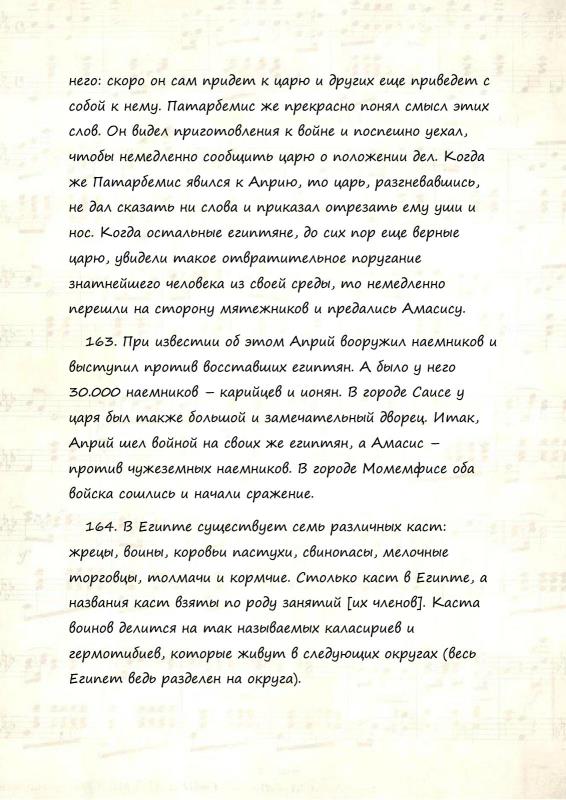 него: скоро он сам придет к царю и других еще приведет с
собой к нему. Патарбемис же прекрасно понял смысл этих
слов. Он видел приготовления к войне и поспешно уехал,
чтобы немедленно сообщить царю о положении дел. Когда
же Патарбемис явился к Априю, то царь, разгневавшись,
не дал сказать ни слова и приказал отрезать ему уши и
нос. Когда остальные египтяне, до сих пор еще верные
царю, увидели такое отвратительное поругание
знатнейшего человека из своей среды, то немедленно
перешли на сторону мятежников и предались Амасису.
163. При известии об этом Априй вооружил наемников и
выступил против восставших египтян. А было у него
30.000 наемников – карийцев и ионян. В городе Саисе у
царя был также большой и замечательный дворец. Итак,
Априй шел войной на своих же египтян, а Амасис –
против чужеземных наемников. В городе Момемфисе оба
войска сошлись и начали сражение.
164. В Египте существует семь различных каст:
жрецы, воины, коровьи пастухи, свинопасы, мелочные
торговцы, толмачи и кормчие. Столько каст в Египте, а
названия каст взяты по роду занятий [их членов]. Каста
воинов делится на так называемых каласириев и
гермотибиев, которые живут в следующих округах (весь
Египет ведь разделен на округа).